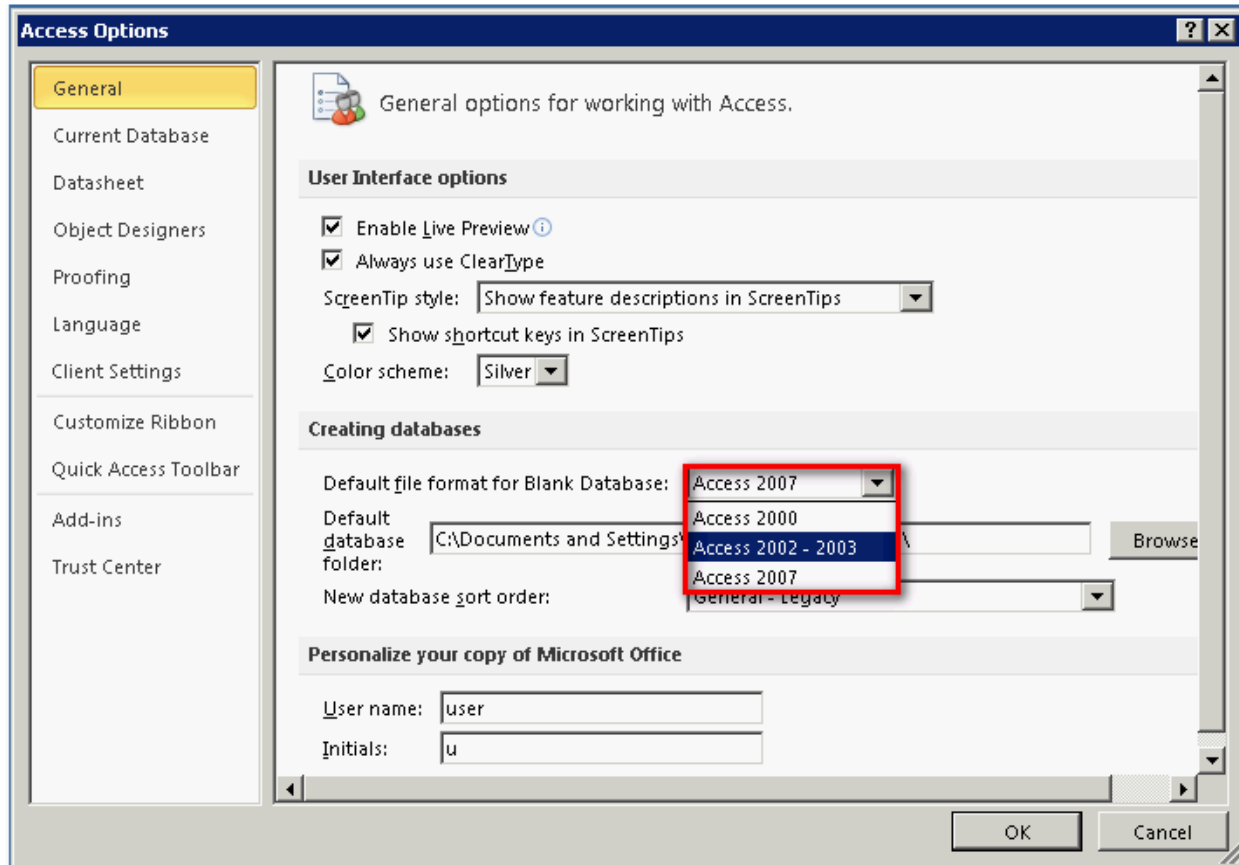 Access Options
General
Current Database
Datasheet
Object Designers
Proofing
Language
Client Settings
Customize Ribbon
Quick Access Toolbar
Add-ins
Trust Center
General options for working with Access.
User Interface options
Enable Live Preview
Always use ClearType
ScreenTip style: Show feature descriptions in ScreenTips
Show shortcut keys in ScreenTips
Color scheme: Silver
Creating databases
Default file format for Blank Database: Access 2007
Access 2000
Access 2002 - 2003
Access 2007
Default
database
folder:
C:\Documents and Settings\
\
Browse
New database sort order: General - Legacy
Personalize your copy of Microsoft Office
User name: user
Initials: u
OK Cancel